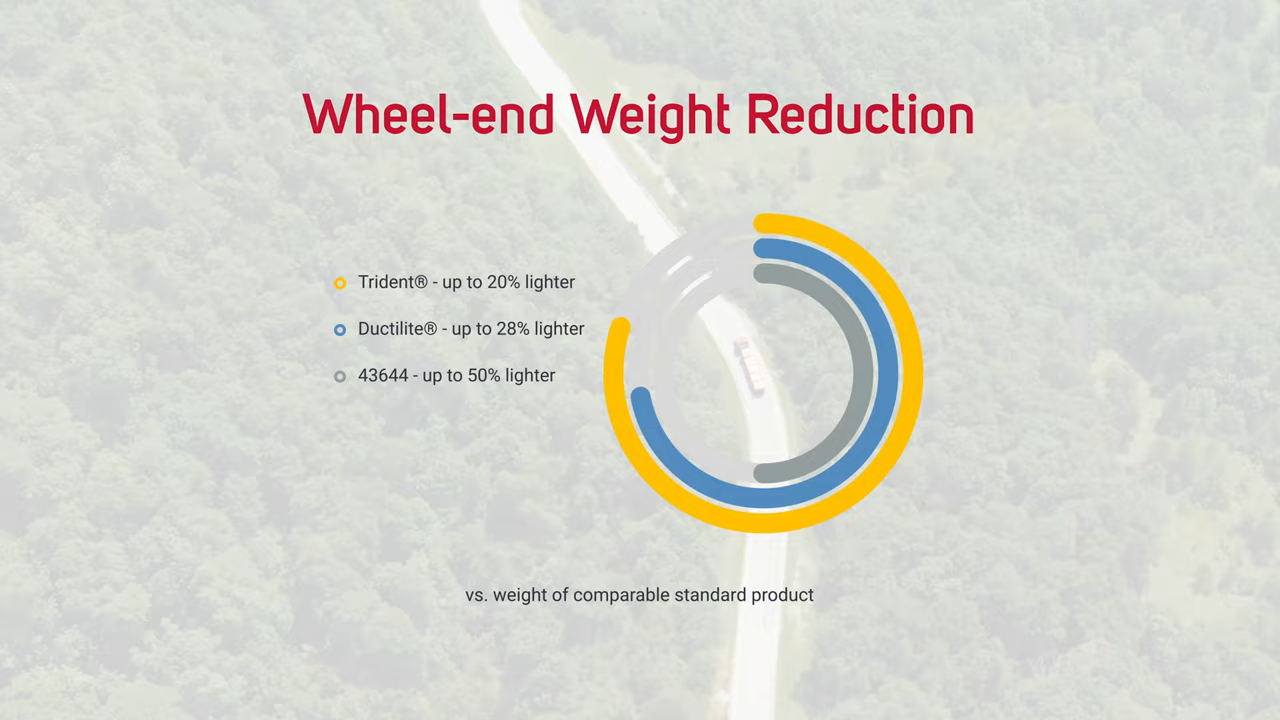 Wheel-end Weight Reduction
Trident® - up to 20% lighter
Ductilite® - up to 28% lighter
43644 - up to 50% lighter
vs. weight of comparable standard product